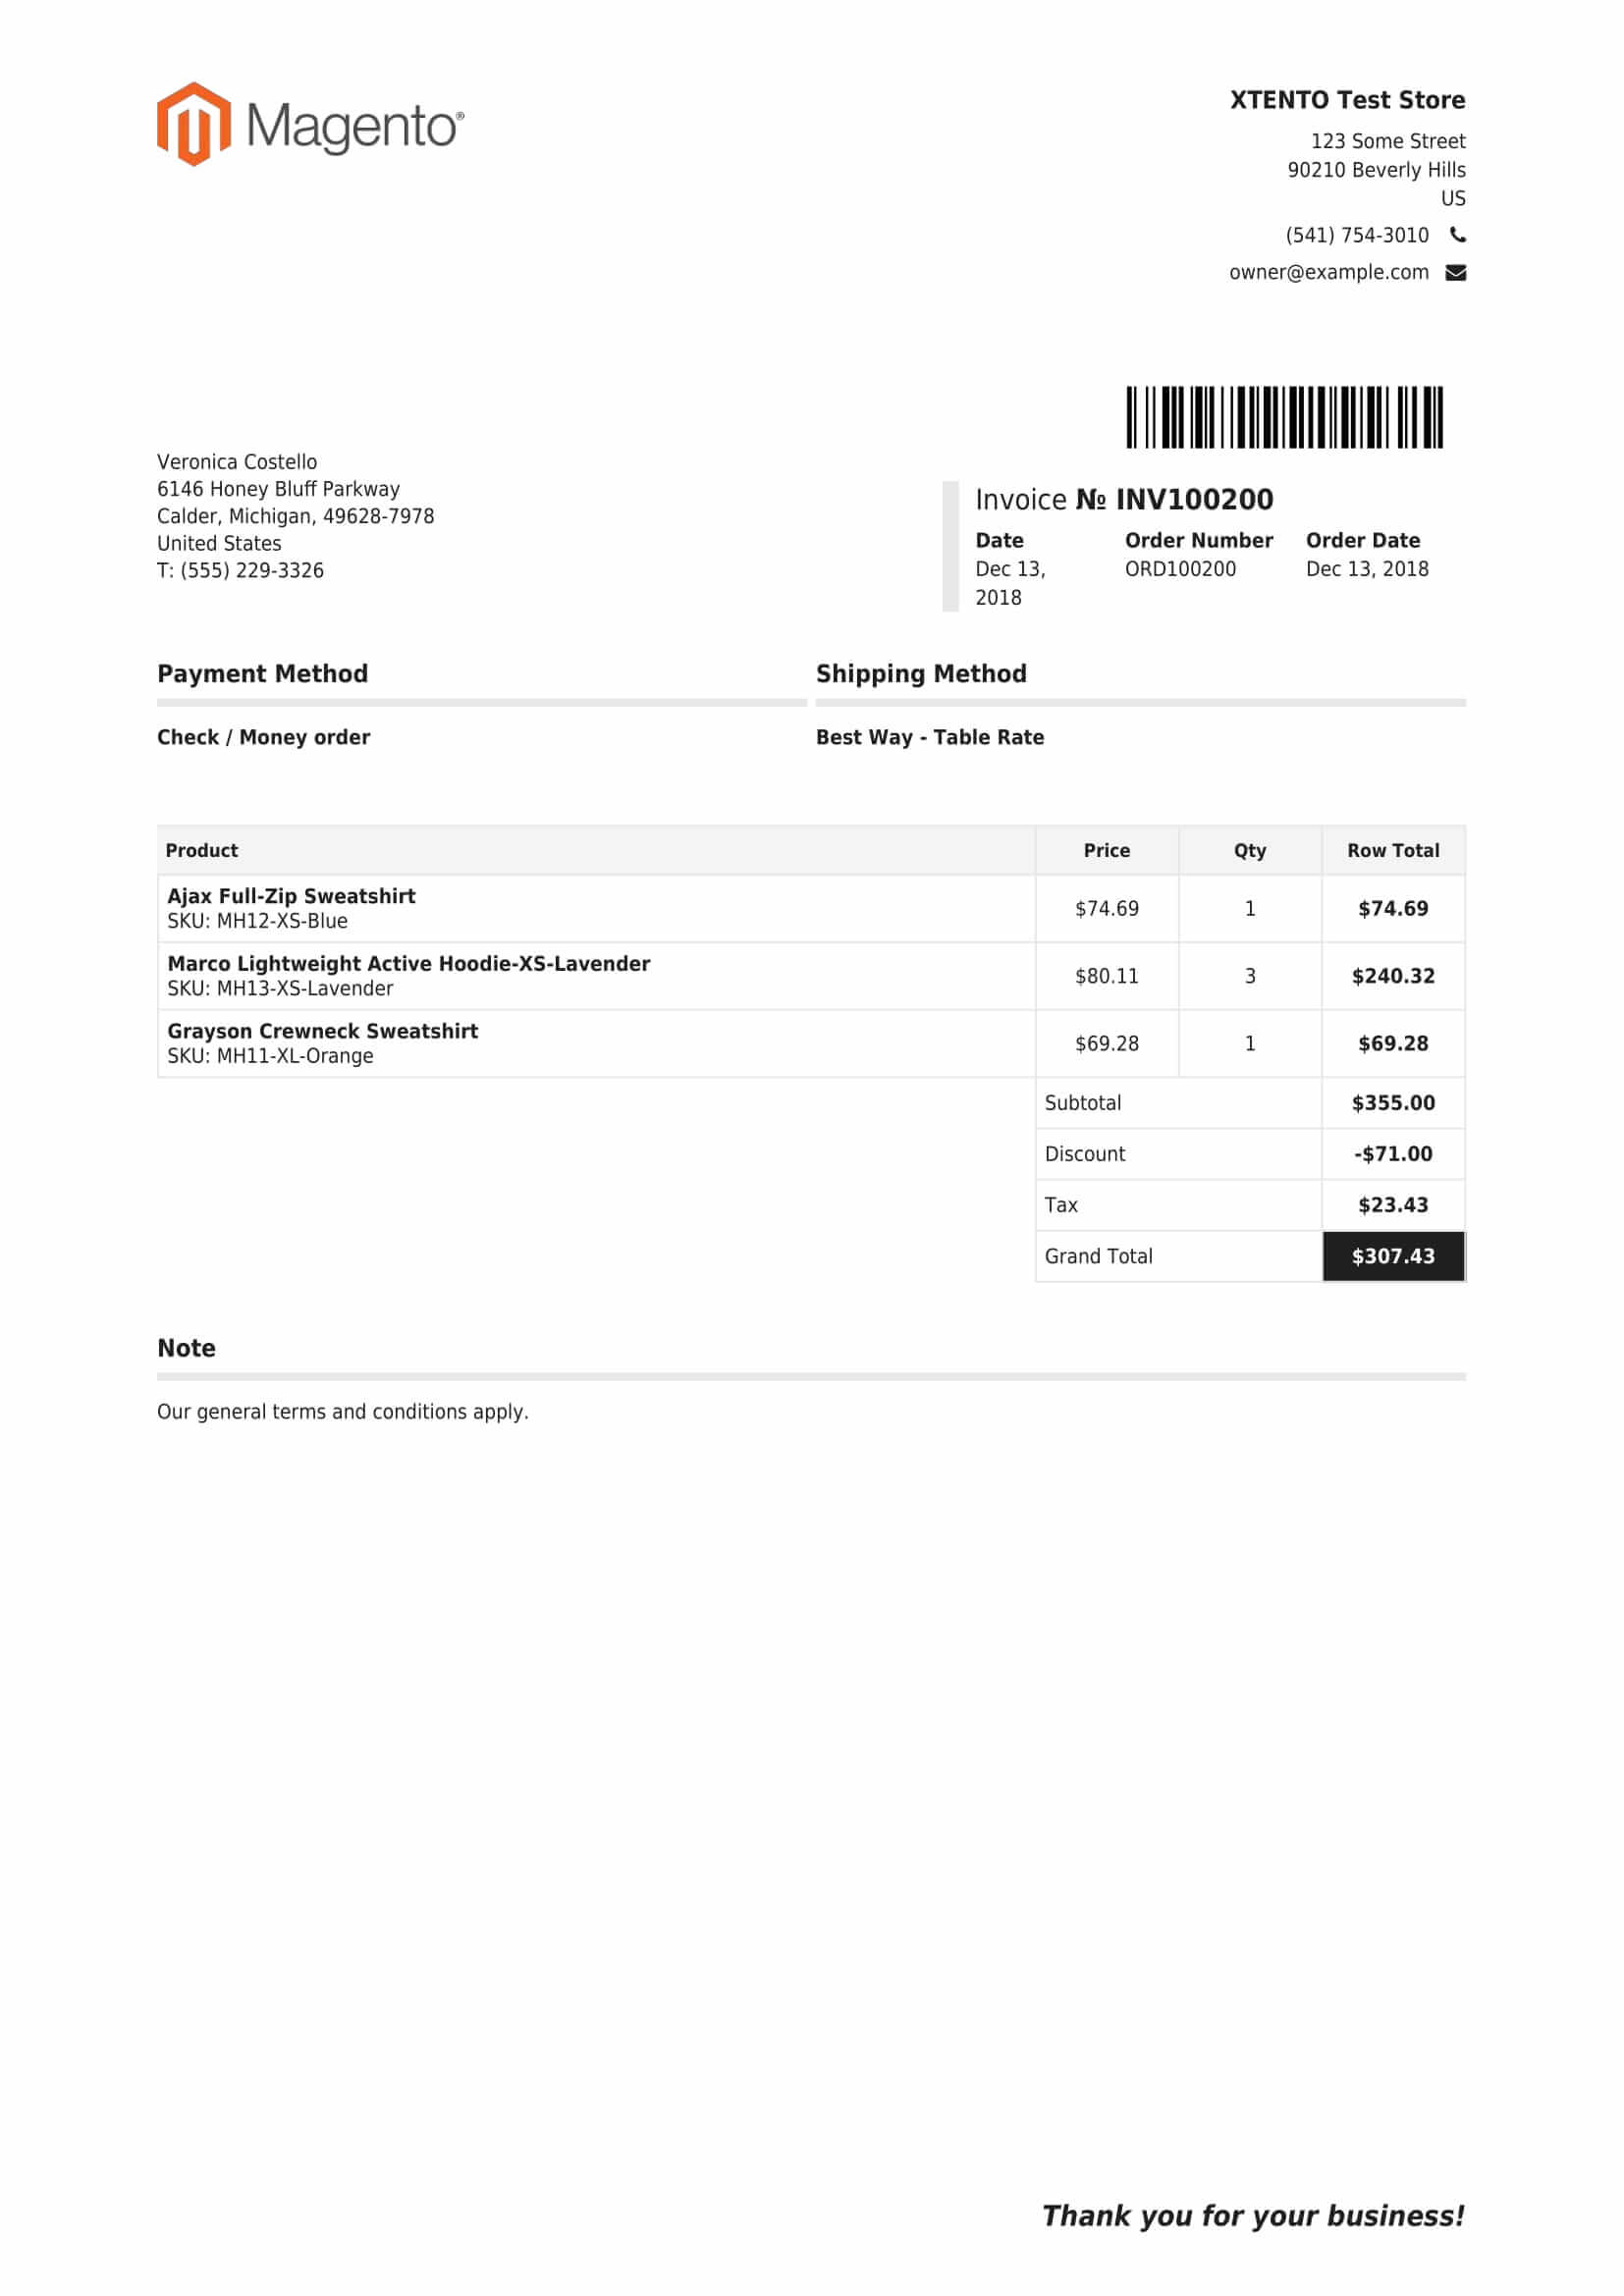 Magento®
XTENTO Test Store
123 Some Street
90210 Beverly Hills
US
(541) 754-3010
owner@example.com
Veronica Costello
6146 Honey Bluff Parkway
Calder, Michigan, 49628-7978
United States
T: (555) 229-3326
Invoice № INV100200
Date Order Number Order Date
Dec 13, ORD100200 Dec 13, 2018
2018
Payment Method Shipping Method
Check / Money order Best Way - Table Rate
Product Price Qty Row Total
Ajax Full-Zip Sweatshirt
SKU: MH12-XS-Blue
$74.69 1 $74.69
Marco Lightweight Active Hoodie-XS-Lavender
SKU: MH13-XS-Lavender
$80.11 3 $240.32
Grayson Crewneck Sweatshirt
SKU: MH11-XL-Orange
$69.28 1 $69.28
Subtotal $355.00
Discount -$71.00
Tax $23.43
Grand Total $307.43
Note
Our general terms and conditions apply.
Thank you for your business!